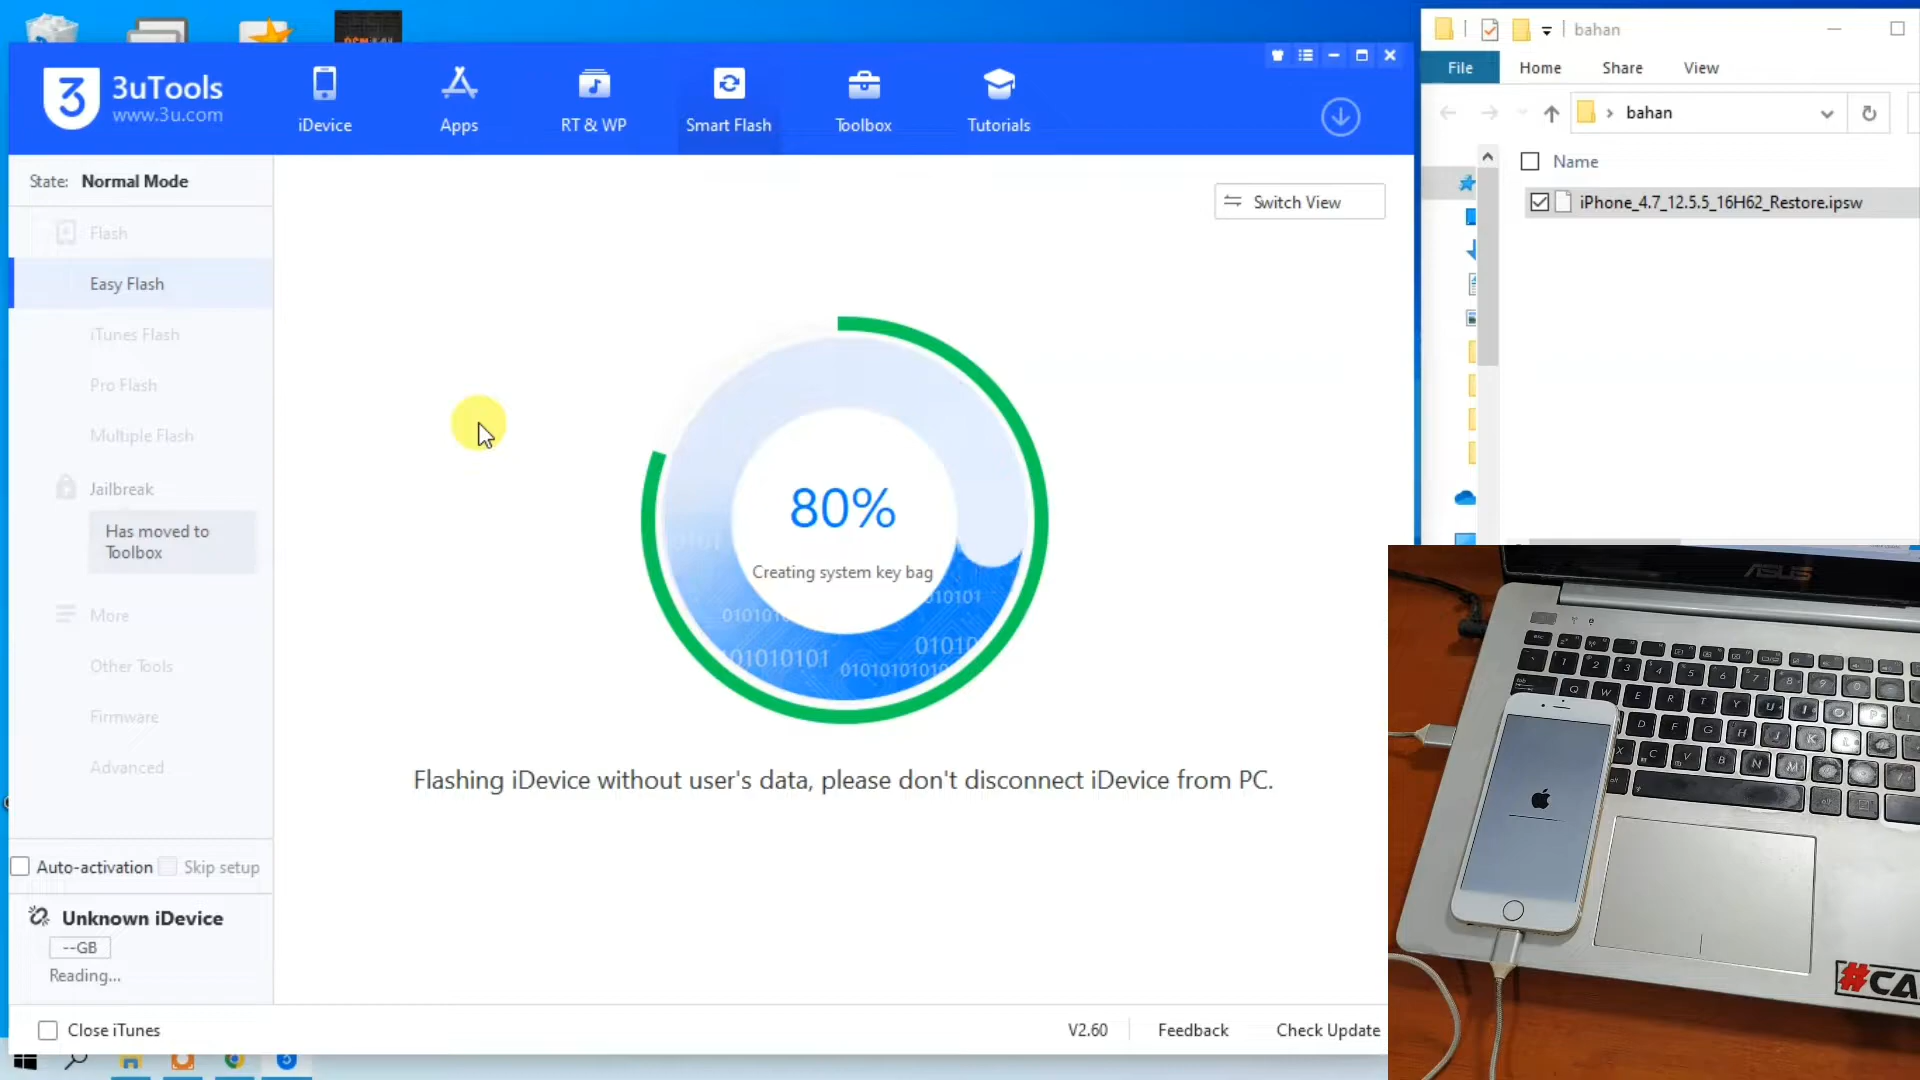 3uTools
www.3u.com
iDevice
Apps
RT & WP
Smart Flash
Toolbox
Tutorials
State: Normal Mode
Switch View
Flash
Easy Flash
iTunes Flash
Pro Flash
Multiple Flash
Jailbreak
Has moved to
Toolbox
More
Other Tools
Firmware
Advanced
80%
Creating system key bag
Flashing iDevice without user's data, please don't disconnect iDevice from PC.
Auto-activation
Skip setup
Unknown iDevice
--GB
Reading...
Close iTunes
V2.60
Feedback
Check Update
bahan
File
Home
Share
View
bahan
Name
iPhone_4.7_12.5.5_16H62_Restore.ipsw
ASUS
#CA